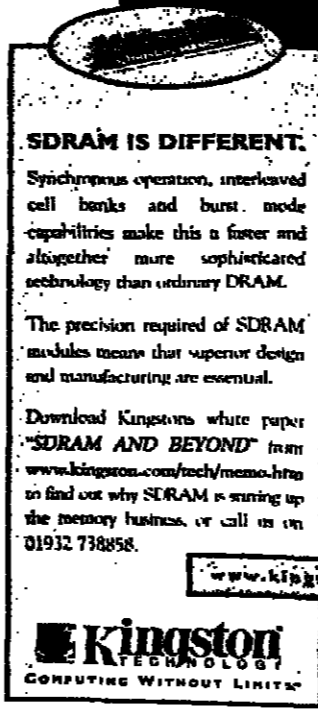 SDRAM IS DIFFERENT.
Synchronous operation, interleaved
cell banks and burst mode
capabilities make this a faster and
altogether more sophisticated
technology than ordinary DRAM.
The precision required of SDRAM
modules means that superior design
and manufacturing are essential.
Download Kingstons white paper
"SDRAM AND BEYOND" from
www.kingston.com/tech/memo.htm
to find out why SDRAM is stirring up
the memory business, or call us on
01932 738858.
www.king
Kingston
TECHNOLOGY
COMPUTING WITHOUT LIMITS